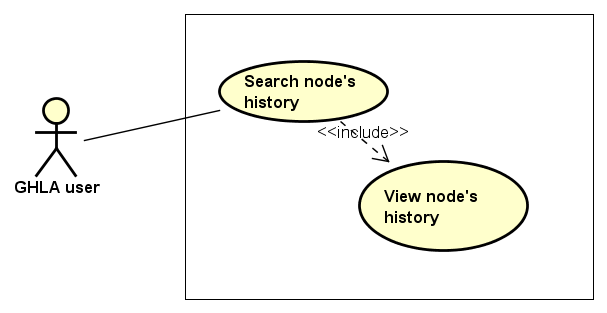 Search node's
history
<<include>>
GHLA user
View node's
history